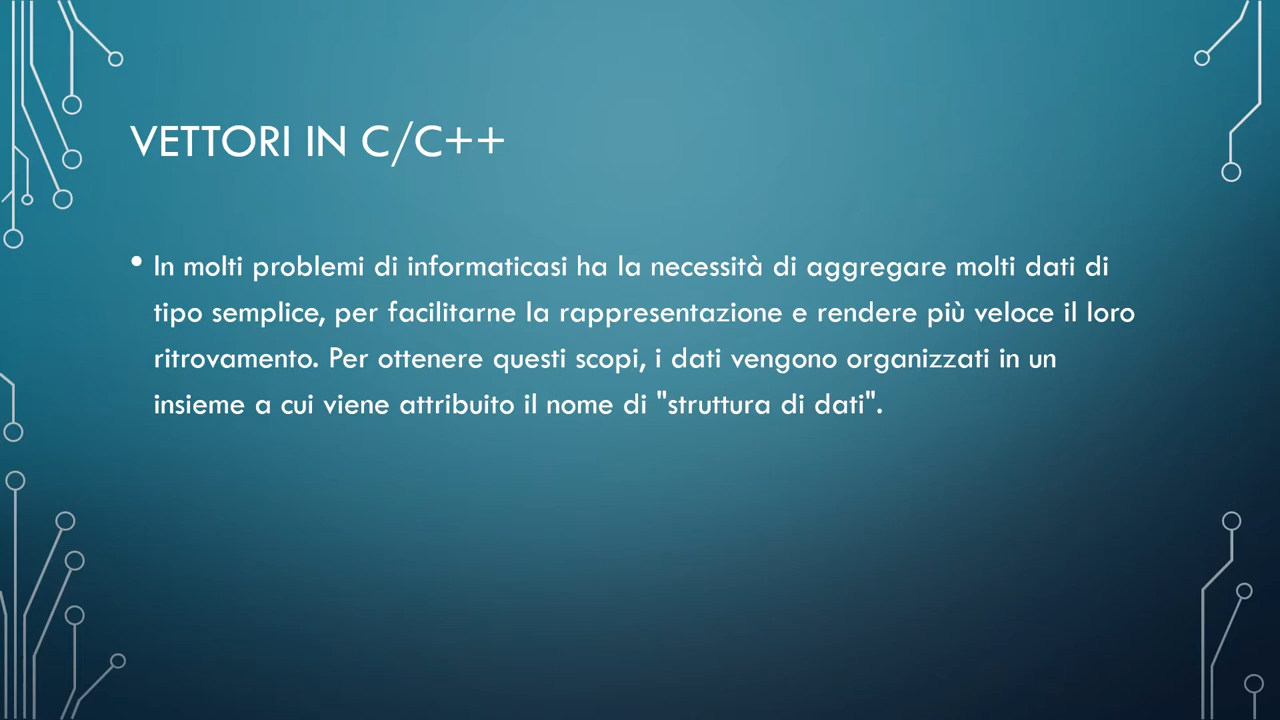 VETTORI IN C/C++
• In molti problemi di informaticasi ha la necessità di aggregare molti dati di
tipo semplice, per facilitarne la rappresentazione e rendere più veloce il loro
ritrovamento. Per ottenere questi scopi, i dati vengono organizzati in un
insieme a cui viene attribuito il nome di "struttura di dati".